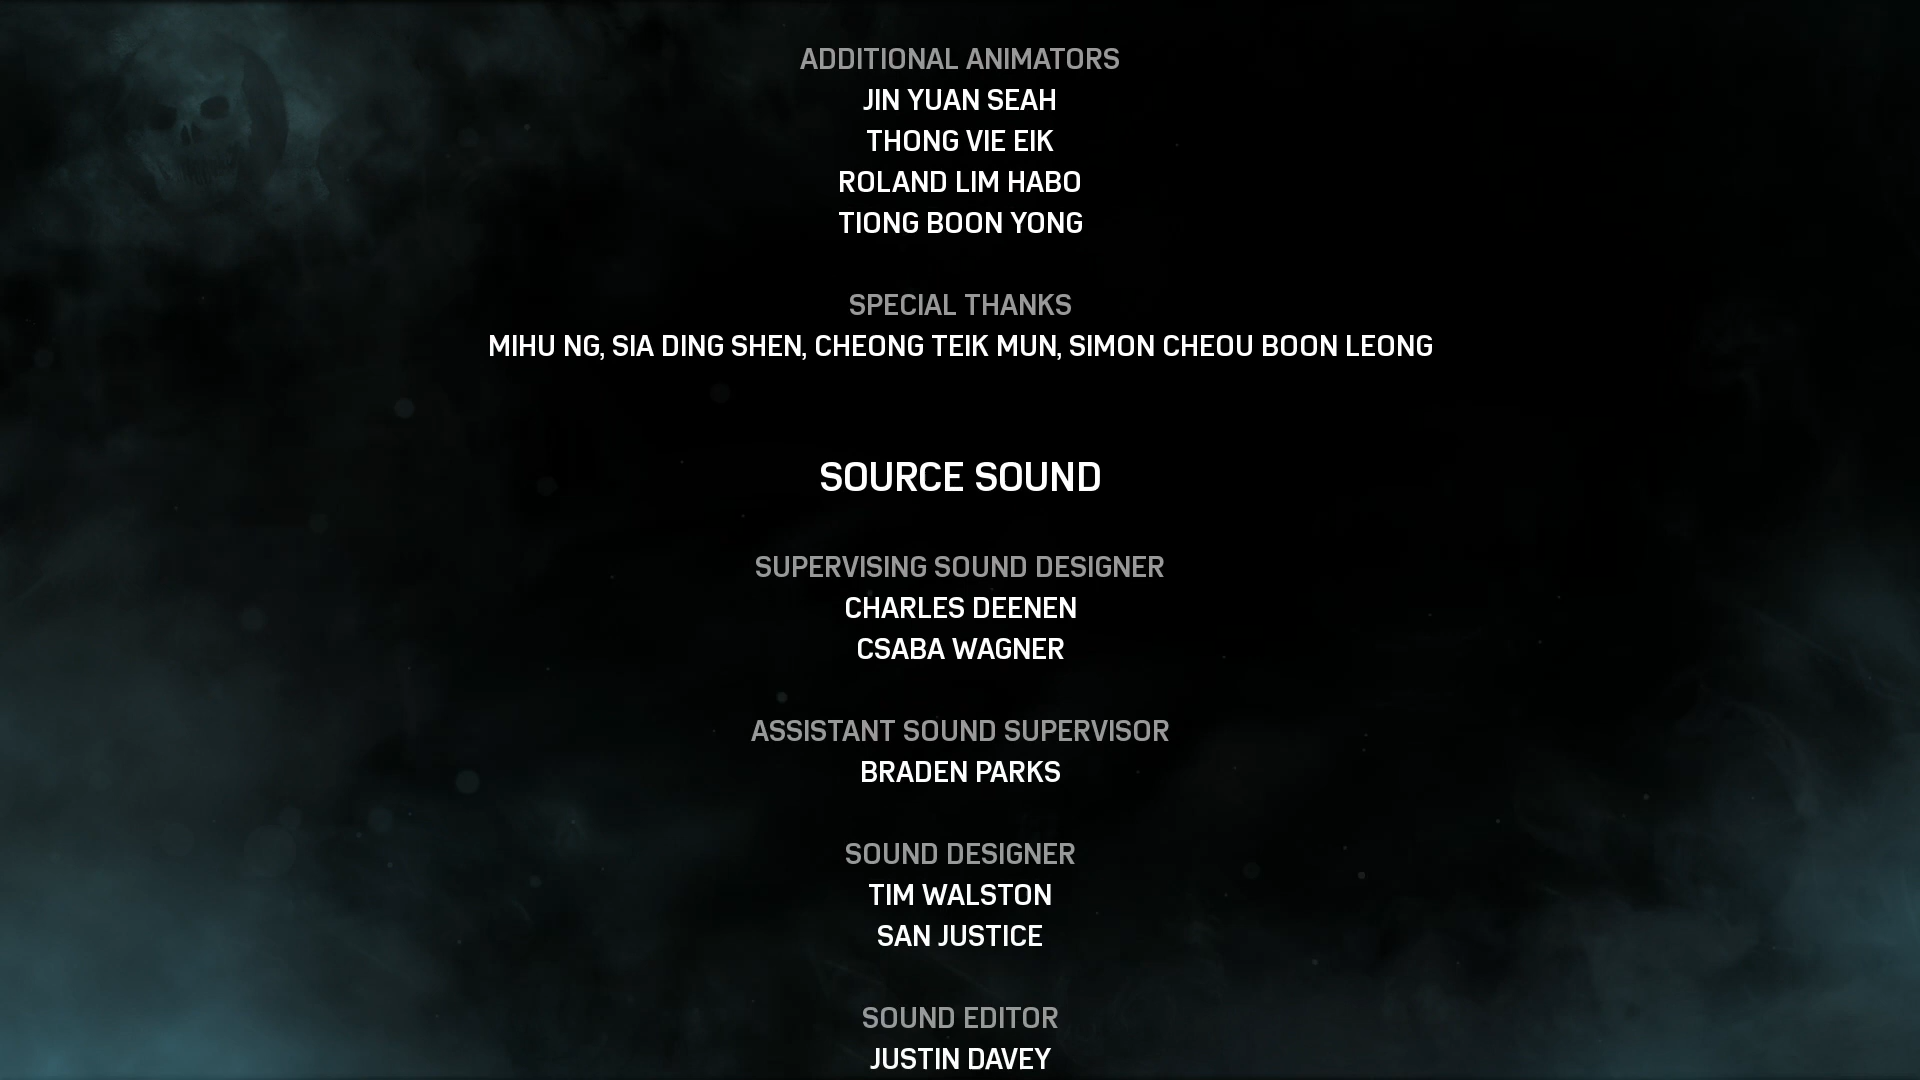 ADDITIONAL ANIMATORS
JIN YUAN SEAH
THONG VIE EIK
ROLAND LIM HABO
TIONG BOON YONG
SPECIAL THANKS
MIHU NG, SIA DING SHEN, CHEONG TEIK MUN, SIMON CHEOU BOON LEONG
SOURCE SOUND
SUPERVISING SOUND DESIGNER
CHARLES DEENEN
CSABA WAGNER
ASSISTANT SOUND SUPERVISOR
BRADEN PARKS
SOUND DESIGNER
TIM WALSTON
SAN JUSTICE
SOUND EDITOR
JUSTIN DAVEY